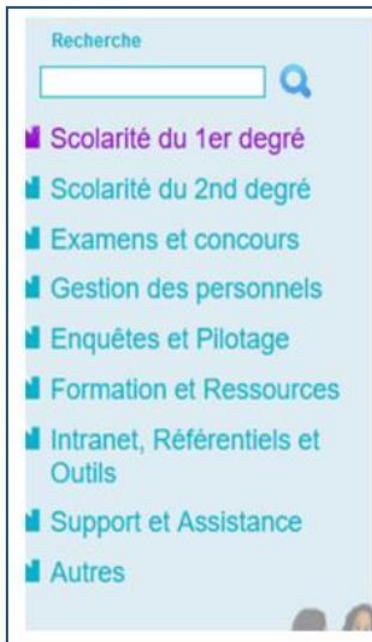 Recherche
Scolarité du 1er degré
Scolarité du 2nd degré
Examens et concours
Gestion des personnels
Enquêtes et Pilotage
Formation et Ressources
Intranet, Référentiels et
Outils
Support et Assistance
Autres